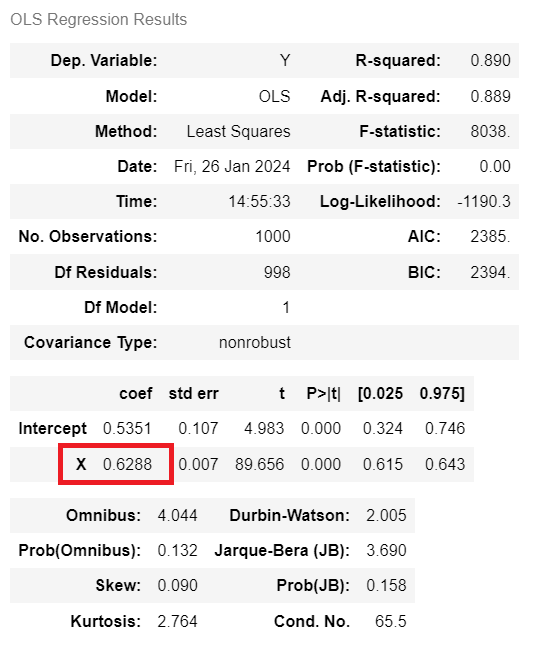 OLS Regression Results
Dep. Variable: Y R-squared: 0.890
Model: OLS Adj. R-squared: 0.889
Method: Least Squares F-statistic: 8038.
Date: Fri, 26 Jan 2024 Prob (F-statistic): 0.00
Time: 14:55:33 Log-Likelihood: -1190.3
No. Observations: 1000 AIC: 2385.
Df Residuals: 998 BIC: 2394.
Df Model: 1
Covariance Type: nonrobust
coef std err t P>|t| [0.025 0.975]
Intercept 0.5351 0.107 4.983 0.000 0.324 0.746
X 0.6288 0.007 89.656 0.000 0.615 0.643
Omnibus: 4.044 Durbin-Watson: 2.005
Prob(Omnibus): 0.132 Jarque-Bera (JB): 3.690
Skew: 0.090 Prob(JB): 0.158
Kurtosis: 2.764 Cond. No. 65.5